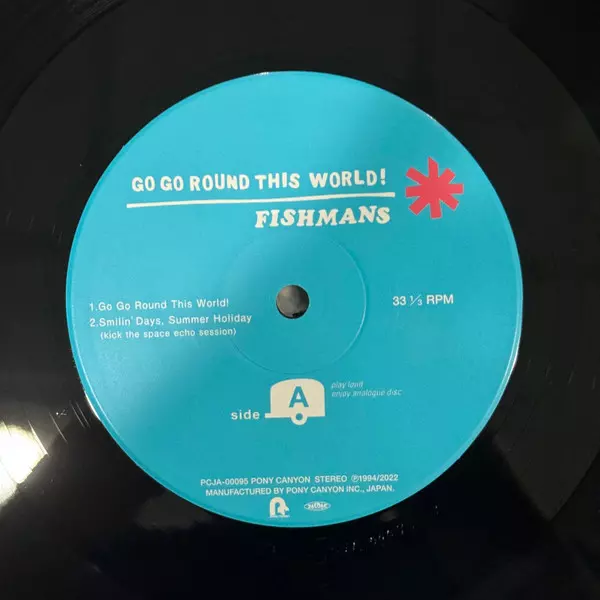 GO GO ROUND THIS WORLD!
FISHMANS
1.Go Go Round This World!
2.Smilin' Days, Summer Holiday
(kick the space echo session)
33 1/3 RPM
side A
play loud
enjoy analogue disc
PCJA-00095 PONY CANYON STEREO ℗1994/2022
MANUFACTURED BY PONY CANYON INC., JAPAN.